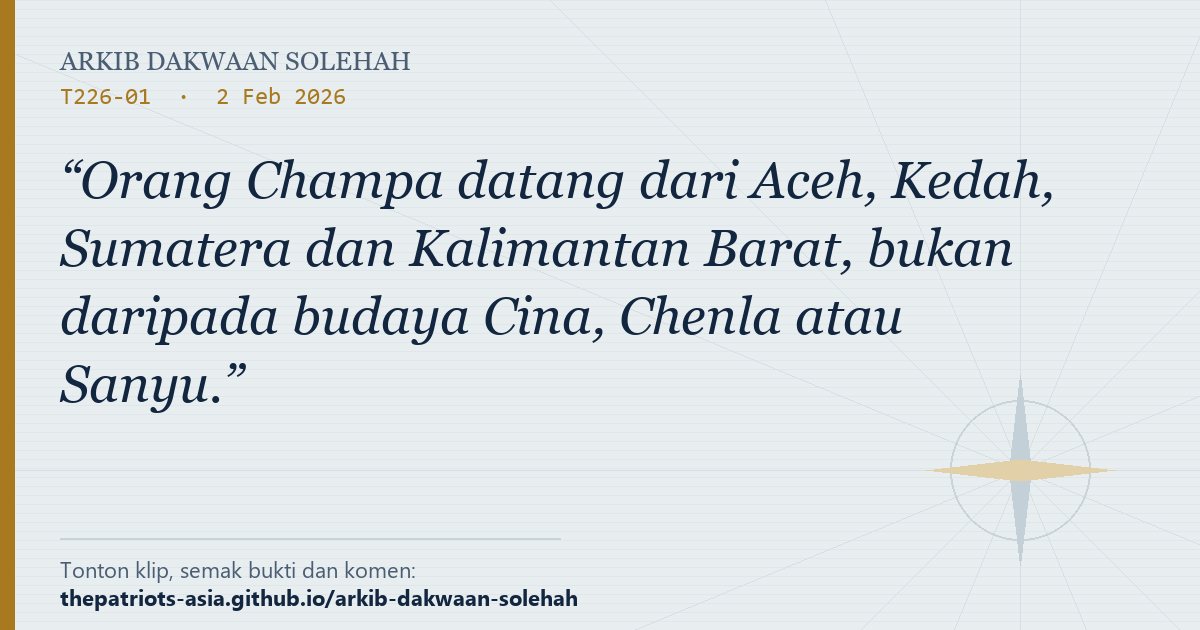 ARKIB DAKWAAN SOLEHAH
T226-01 · 2 Feb 2026
“Orang Champa datang dari Aceh, Kedah,
Sumatera dan Kalimantan Barat, bukan
daripada budaya Cina, Chenla atau
Sanyu.”
Tonton klip, semak bukti dan komen:
thepatriots-asia.github.io/arkib-dakwaan-solehah